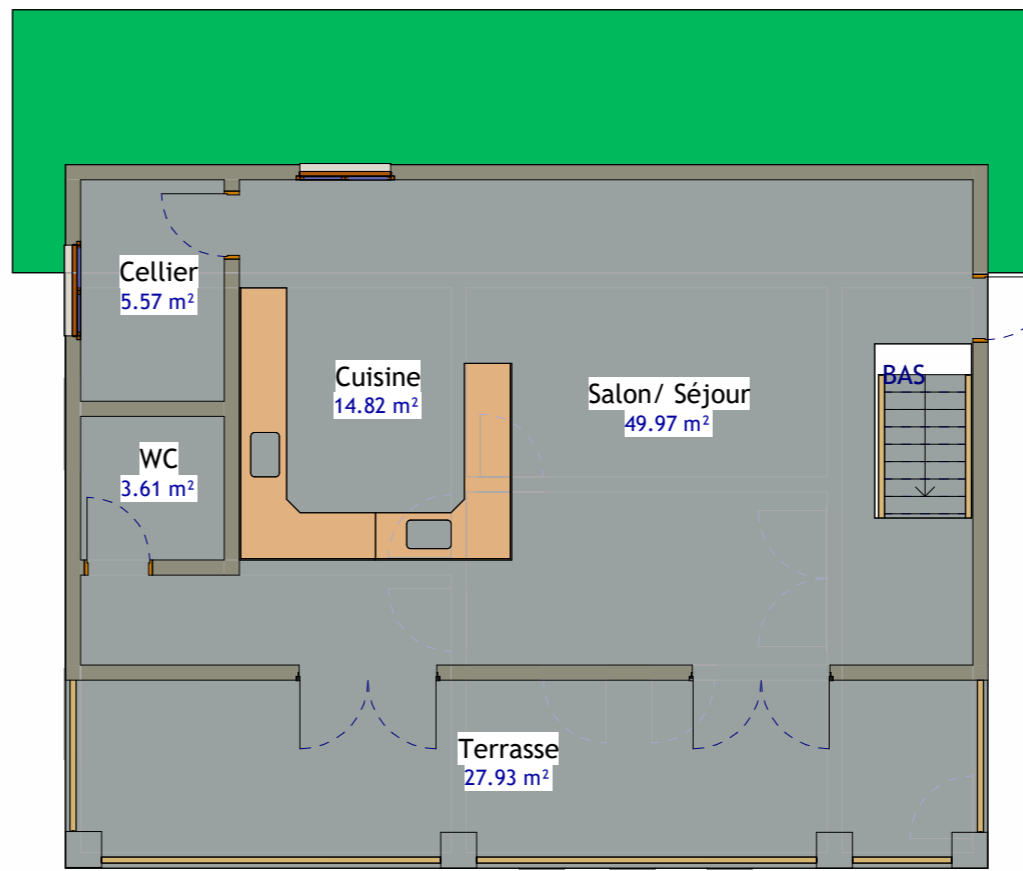 Cellier
5.57 m²
Cuisine
14.82 m²
Salon/ Séjour
49.97 m²
BAS
WC
3.61 m²
Terrasse
27.93 m²